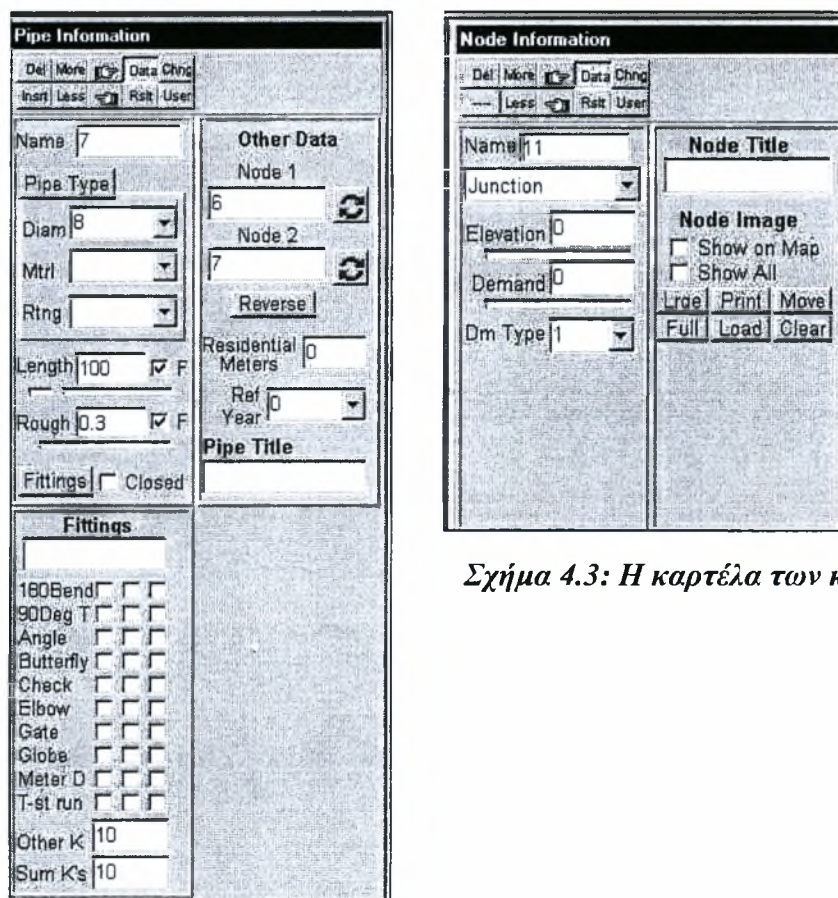 Pipe Information
Del More Data Chng
Insrt Less Rslt User
Name 7
Pipe Type
Diam 8
Mtrl
Rtng
Length 100 F
Rough 0.3 F
Fittings Closed
Other Data
Node 1
6
Node 2
7
Reverse
Residential Meters 0
Ref Year 0
Pipe Title
Fittings
180Bend
90Deg T
Angle
Butterfly
Check
Elbow
Gate
Globe
Meter D
T-st run
Other K 10
Sum K's 10
Node Information
Del More Data Chng
--- Less Rslt User
Name 11
Junction
Elevation 0
Demand 0
Dm Type 1
Node Title
Node Image
Show on Map
Show All
Lrge Print Move
Full Load Clear
Σχήμα 4.3: Η καρτέλα των